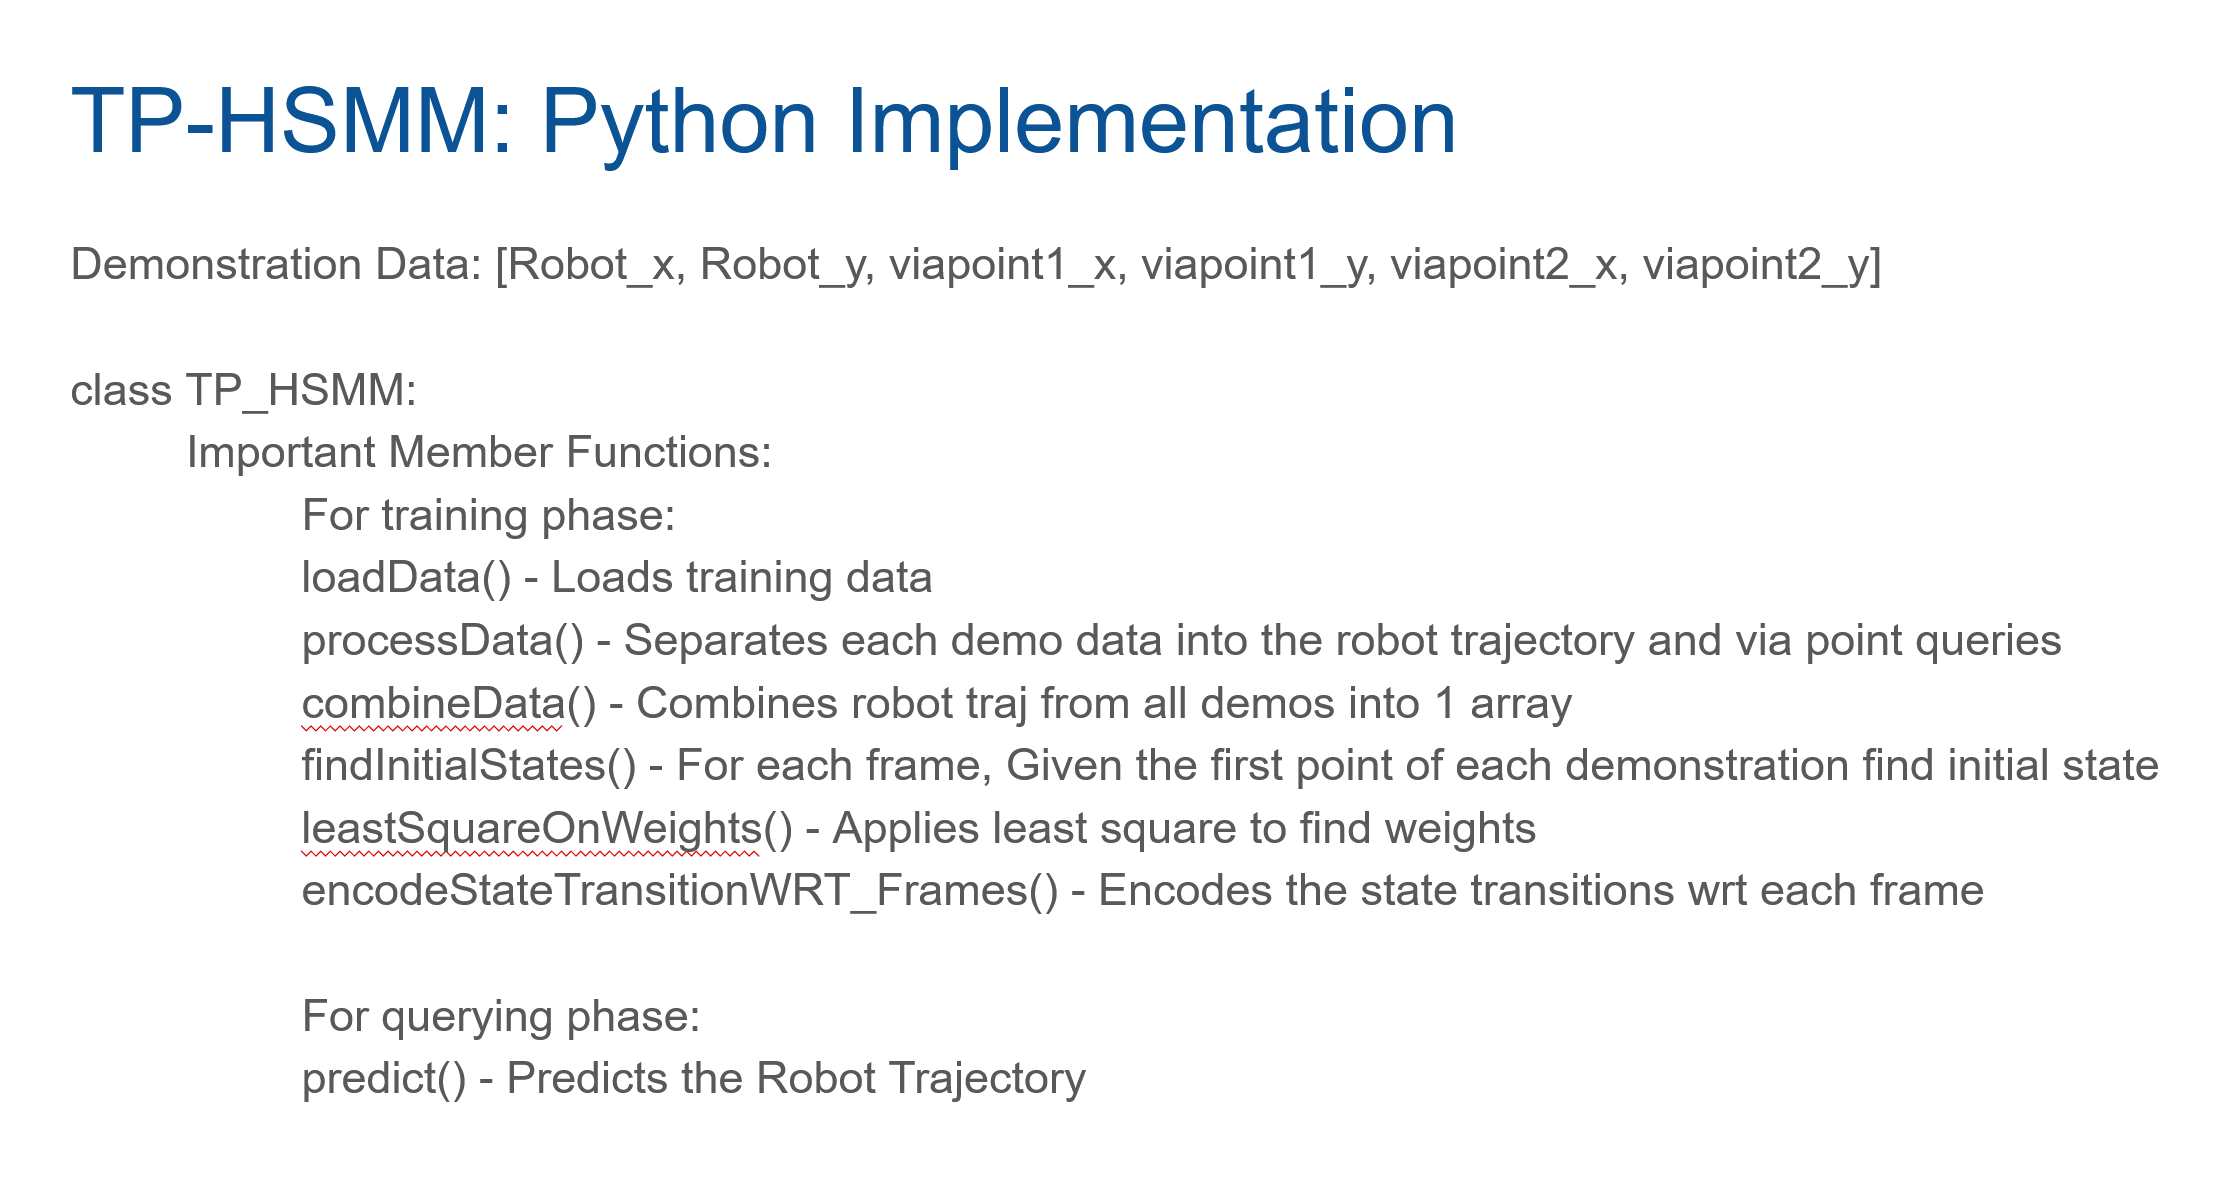 TP-HSMM: Python Implementation
Demonstration Data: [Robot_x, Robot_y, viapoint1_x, viapoint1_y, viapoint2_x, viapoint2_y]
class TP_HSMM:
Important Member Functions:
For training phase:
loadData() - Loads training data
processData() - Separates each demo data into the robot trajectory and via point queries
combineData() - Combines robot traj from all demos into 1 array
findInitialStates() - For each frame, Given the first point of each demonstration find initial state
leastSquareOnWeights() - Applies least square to find weights
encodeStateTransitionWRT_Frames() - Encodes the state transitions wrt each frame
For querying phase:
predict() - Predicts the Robot Trajectory